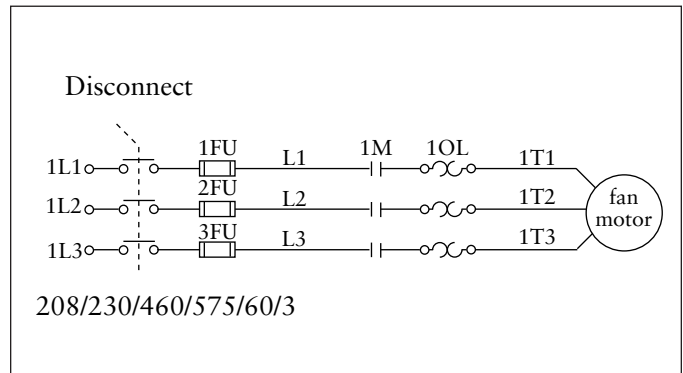 Disconnect
1FU L1 1M 1OL 1T1
1L1
2FU L2 1T2
1L2
fan
motor
3FU L3 1T3
1L3
208/230/460/575/60/3